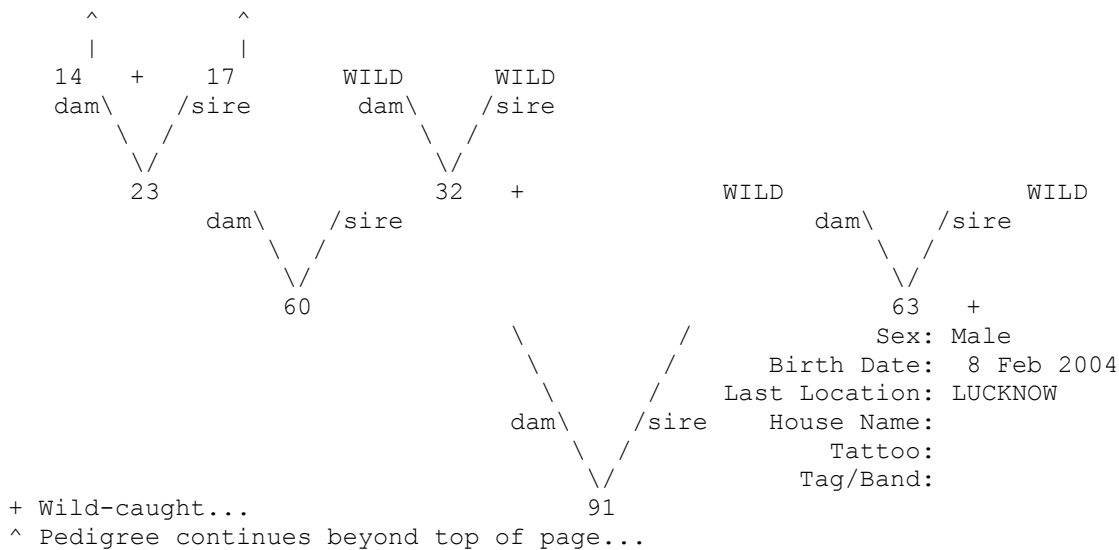 ^ ^
| |
14 + 17 WILD WILD
dam\ /sire dam\ /sire
\ / \ /
\/ \/
23 32 + WILD WILD
dam\ /sire dam\ /sire
\ / \ /
\/ \/
60 63 +
\ / Sex: Male
\ / Birth Date: 8 Feb 2004
\ / Last Location: LUCKNOW
dam\ /sire House Name:
\ / Tattoo:
\/ Tag/Band:
+ Wild-caught... 91
^ Pedigree continues beyond top of page...